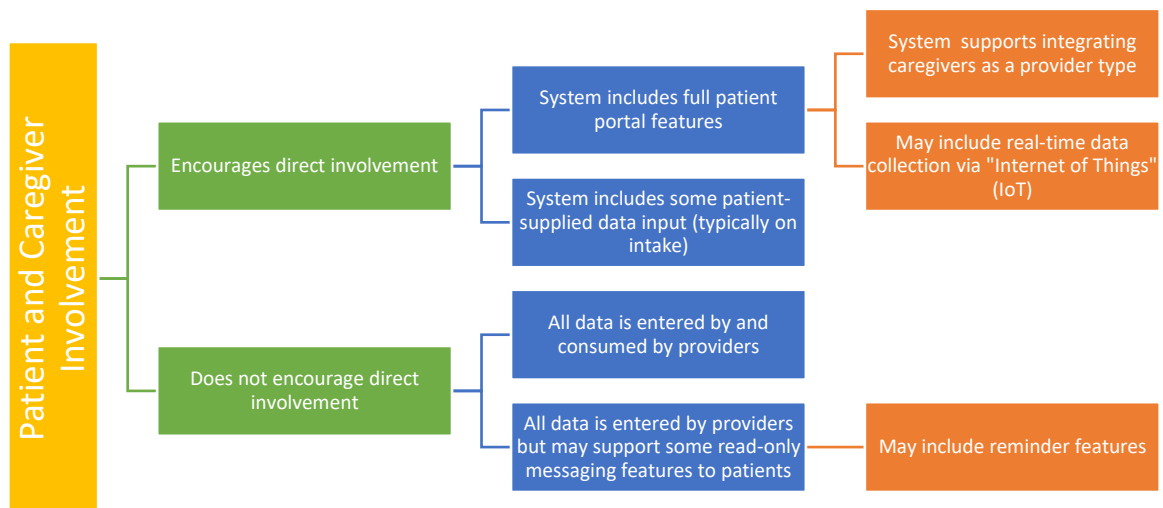 Patient and Caregiver
Involvement
Encourages direct involvement
Does not encourage direct
involvement
System includes full patient
portal features
System includes some patient-
supplied data input (typically on
intake)
All data is entered by and
consumed by providers
All data is entered by providers
but may support some read-only
messaging features to patients
System  supports integrating
caregivers as a provider type
May include real-time data
collection via "Internet of Things"
(IoT)
May include reminder features